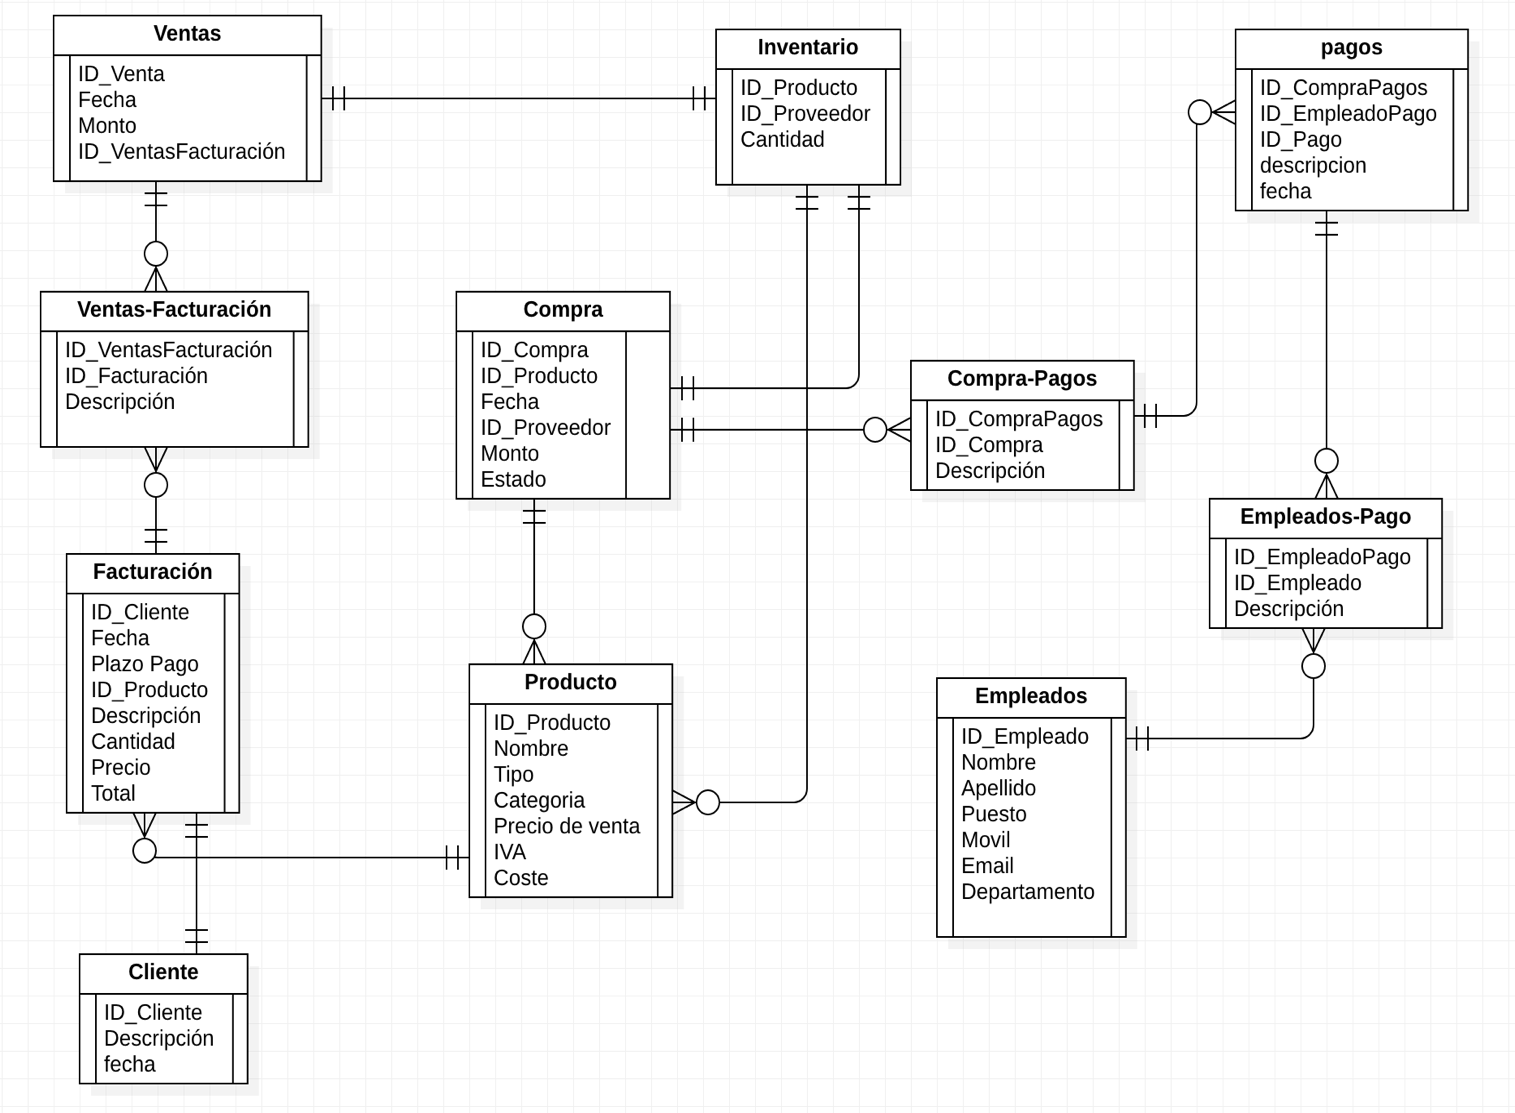 Ventas
ID_Venta
Fecha
Monto
ID_VentasFacturación
Inventario
ID_Producto
ID_Proveedor
Cantidad
pagos
ID_CompraPagos
ID_EmpleadoPago
ID_Pago
descripcion
fecha
Ventas-Facturación
ID_VentasFacturación
ID_Facturación
Descripción
Compra
ID_Compra
ID_Producto
Fecha
ID_Proveedor
Monto
Estado
Compra-Pagos
ID_CompraPagos
ID_Compra
Descripción
Empleados-Pago
ID_EmpleadoPago
ID_Empleado
Descripción
Facturación
ID_Cliente
Fecha
Plazo Pago
ID_Producto
Descripción
Cantidad
Precio
Total
Producto
ID_Producto
Nombre
Tipo
Categoria
Precio de venta
IVA
Coste
Empleados
ID_Empleado
Nombre
Apellido
Puesto
Movil
Email
Departamento
Cliente
ID_Cliente
Descripción
fecha